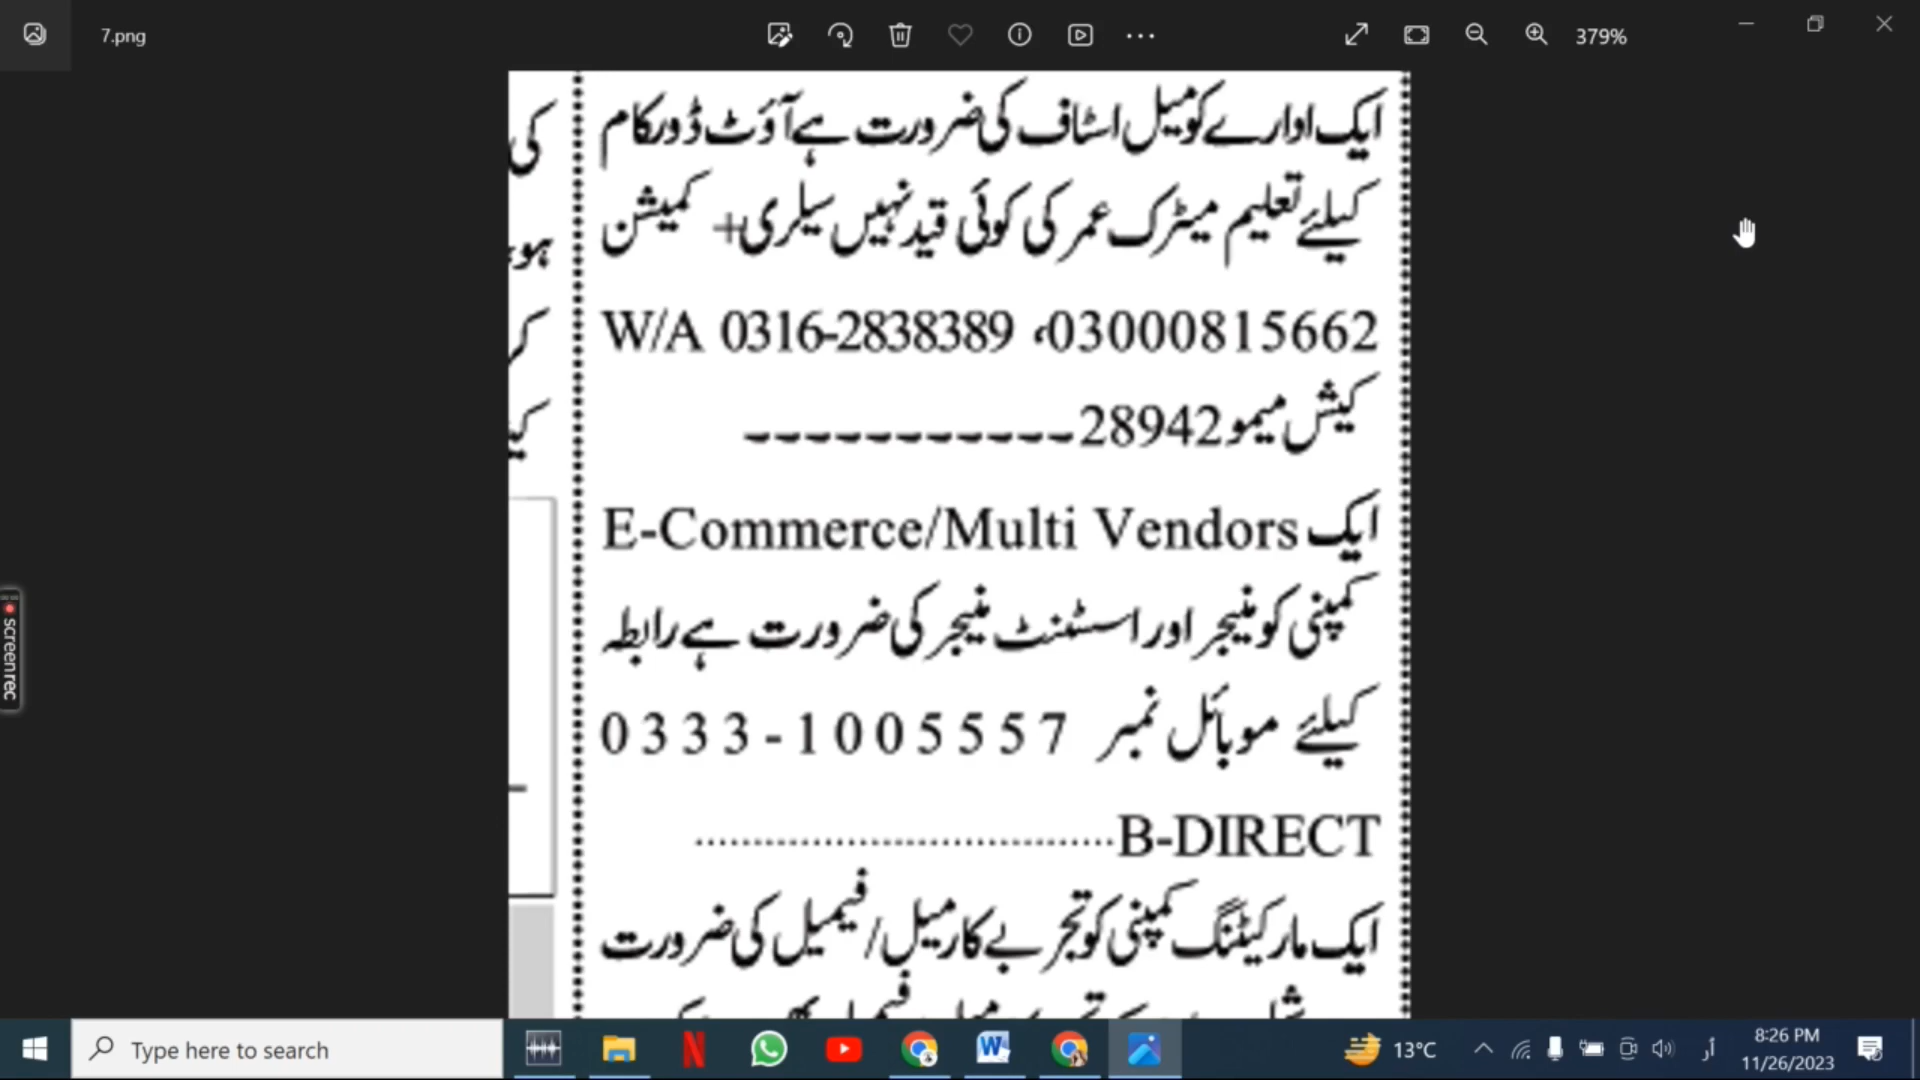 7.png
379%
ایک ادارے کو میل اسٹاف کی ضرورت ہے آؤٹ ڈور کام
کیلئے تعلیم میٹرک عمر کی کوئی قید نہیں سیلری + کمیشن
W/A 0316-2838389 ،03000815662
کیش میمو 28942-----------
ایک E-Commerce/Multi Vendors
کمپنی کو منیجر اور اسسٹنٹ منیجر کی ضرورت ہے رابطہ
کیلئے موبائل نمبر 0333-1005557
B-DIRECT......................................
ایک مارکیٹنگ کمپنی کو تجربے کار میل/فیمیل کی ضرورت
کی
کر
screenrec
Type here to search
13°C
8:26 PM
11/26/2023